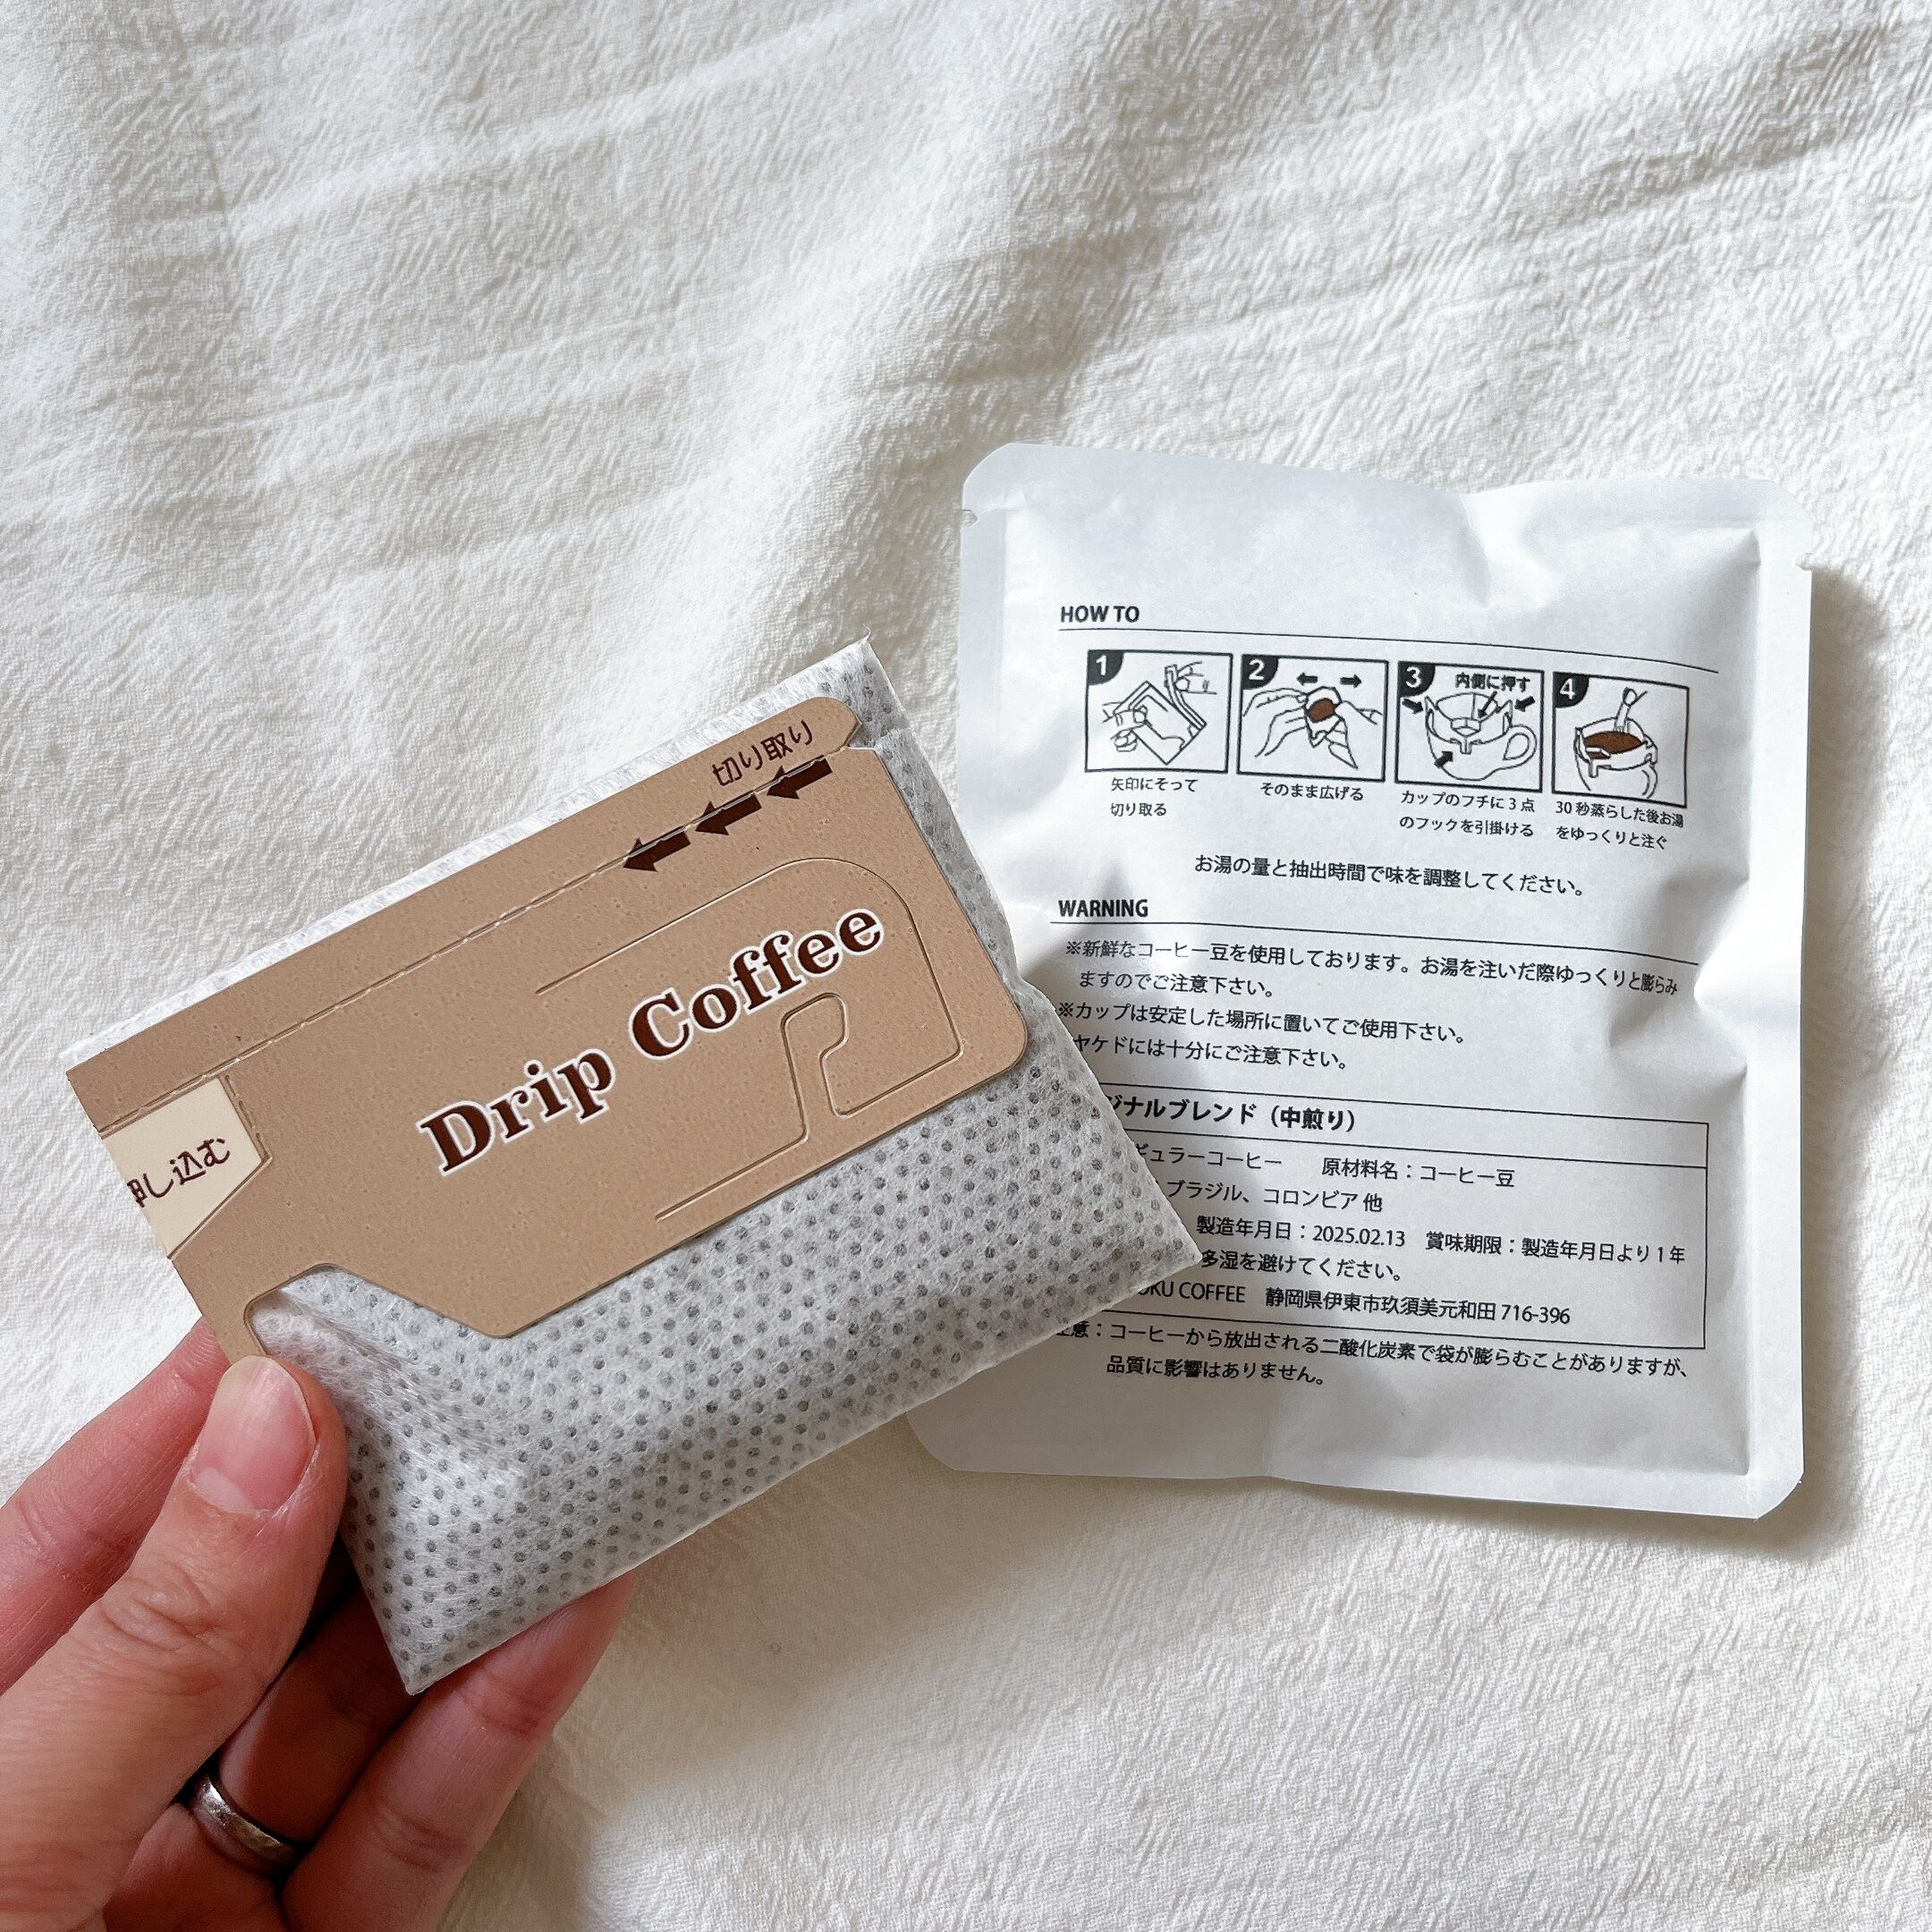 切り取り
Drip Coffee
し込む
HOW TO
1
2
3
内側に押す
4
矢印にそって
切り取る
そのまま広げる
カップのフチに3点
のフックを引掛ける
30秒蒸らした後お湯
をゆっくりと注ぐ
お湯の量と抽出時間で味を調整してください。
WARNING
※新鮮なコーヒー豆を使用しております。お湯を注いだ際ゆっくりと膨らみ
ますのでご注意下さい。
※カップは安定した場所に置いてご使用下さい。
ヤケドには十分にご注意下さい。
ジナルブレンド（中煎り）
ギュラーコーヒー　原材料名：コーヒー豆
ブラジル、コロンビア 他
製造年月日：2025.02.13　賞味期限：製造年月日より1年
多湿を避けてください。
OKU COFFEE　静岡県伊東市玖須美元和田 716-396
注意：コーヒーから放出される二酸化炭素で袋が膨らむことがありますが、
品質に影響はありません。